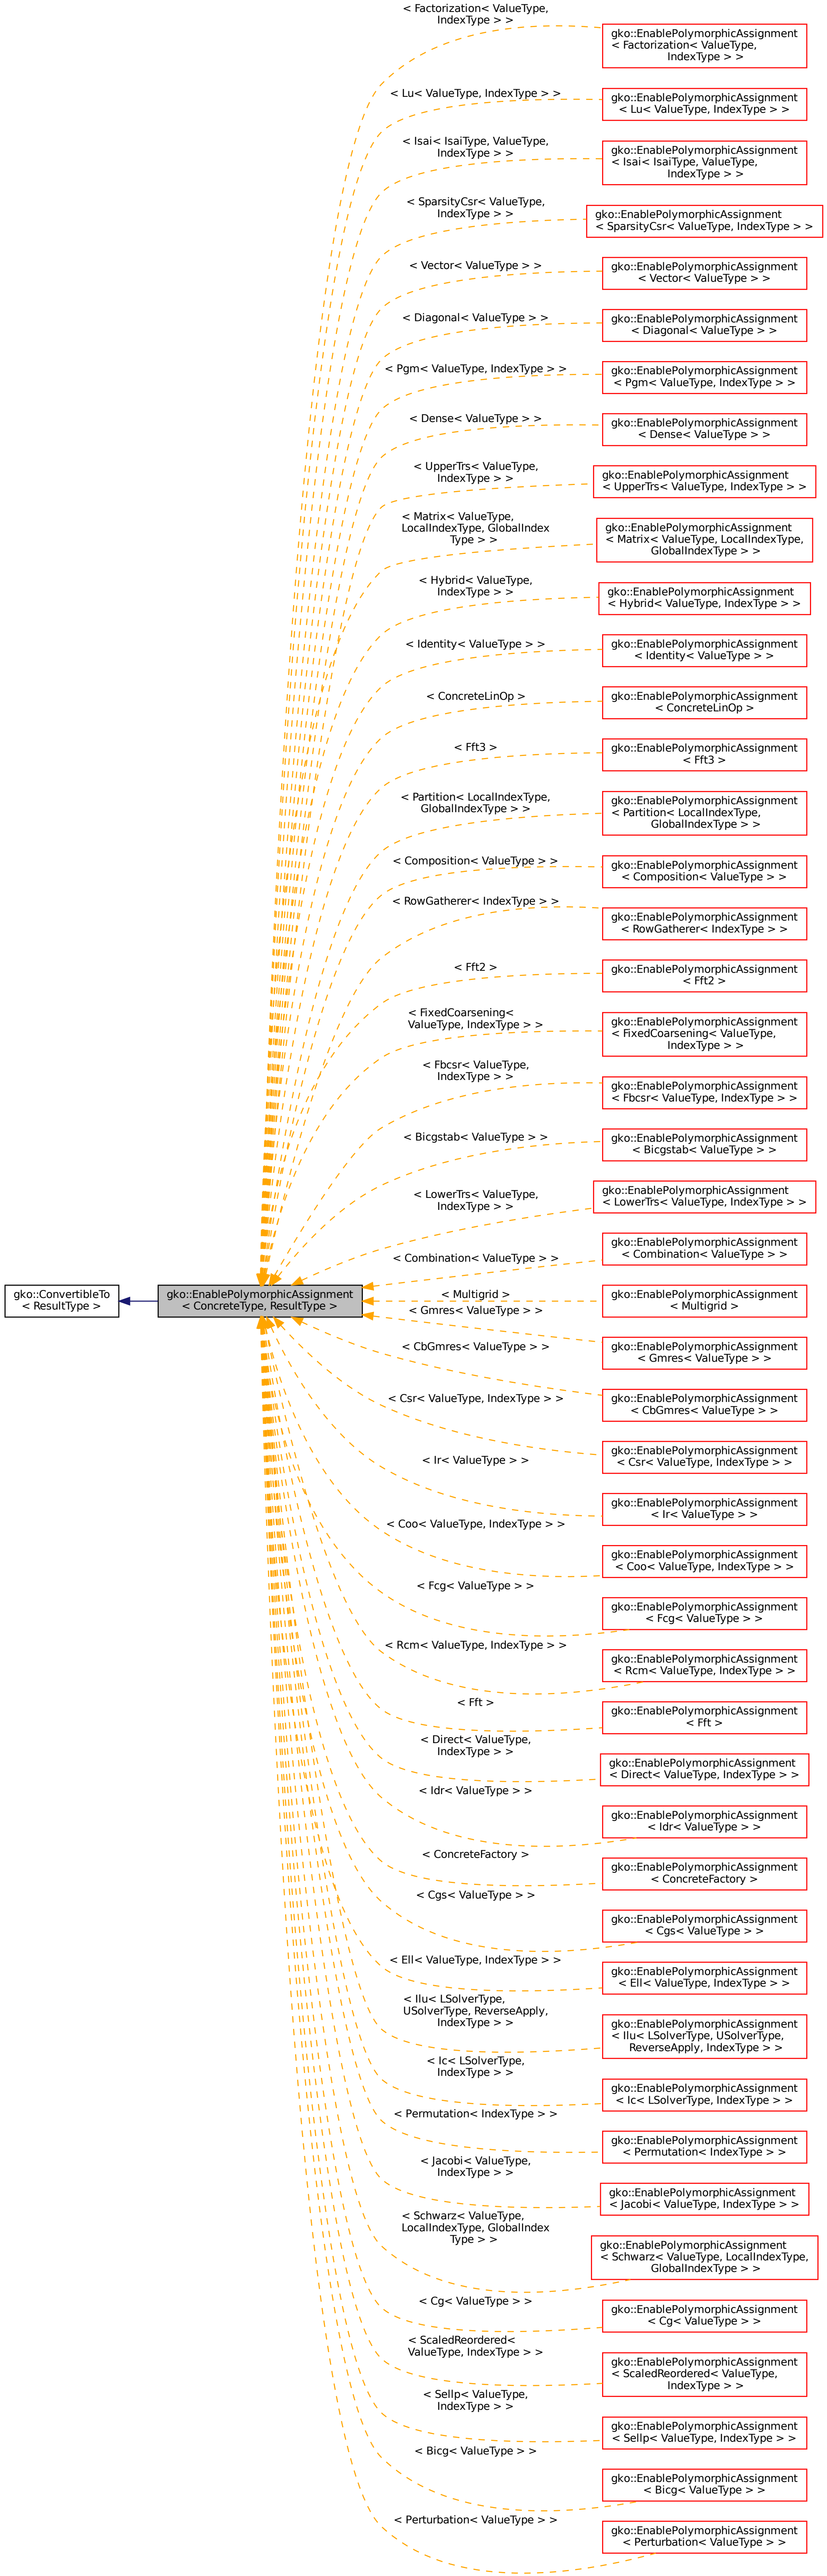 < Factorization< ValueType,
IndexType > >
gko::EnablePolymorphicAssignment
< Factorization< ValueType,
IndexType > >
< Lu< ValueType, IndexType > >
gko::EnablePolymorphicAssignment
< Lu< ValueType, IndexType > >
< Isai< IsaiType, ValueType,
IndexType > >
gko::EnablePolymorphicAssignment
< Isai< IsaiType, ValueType,
IndexType > >
< SparsityCsr< ValueType,
IndexType > >
gko::EnablePolymorphicAssignment
< SparsityCsr< ValueType, IndexType > >
< Vector< ValueType > >
gko::EnablePolymorphicAssignment
< Vector< ValueType > >
< Diagonal< ValueType > >
gko::EnablePolymorphicAssignment
< Diagonal< ValueType > >
< Pgm< ValueType, IndexType > >
gko::EnablePolymorphicAssignment
< Pgm< ValueType, IndexType > >
< Dense< ValueType > >
gko::EnablePolymorphicAssignment
< Dense< ValueType > >
< UpperTrs< ValueType,
IndexType > >
gko::EnablePolymorphicAssignment
< UpperTrs< ValueType, IndexType > >
< Matrix< ValueType,
LocalIndexType, GlobalIndex
Type > >
gko::EnablePolymorphicAssignment
< Matrix< ValueType, LocalIndexType,
GlobalIndexType > >
< Hybrid< ValueType,
IndexType > >
gko::EnablePolymorphicAssignment
< Hybrid< ValueType, IndexType > >
< Identity< ValueType > >
gko::EnablePolymorphicAssignment
< Identity< ValueType > >
< ConcreteLinOp >
gko::EnablePolymorphicAssignment
< ConcreteLinOp >
< Fft3 >
gko::EnablePolymorphicAssignment
< Fft3 >
< Partition< LocalIndexType,
GlobalIndexType > >
gko::EnablePolymorphicAssignment
< Partition< LocalIndexType,
GlobalIndexType > >
< Composition< ValueType > >
gko::EnablePolymorphicAssignment
< Composition< ValueType > >
< RowGatherer< IndexType > >
gko::EnablePolymorphicAssignment
< RowGatherer< IndexType > >
< Fft2 >
gko::EnablePolymorphicAssignment
< Fft2 >
< FixedCoarsening<
ValueType, IndexType > >
gko::EnablePolymorphicAssignment
< FixedCoarsening< ValueType,
IndexType > >
< Fbcsr< ValueType,
IndexType > >
gko::EnablePolymorphicAssignment
< Fbcsr< ValueType, IndexType > >
< Bicgstab< ValueType > >
gko::EnablePolymorphicAssignment
< Bicgstab< ValueType > >
< LowerTrs< ValueType,
IndexType > >
gko::EnablePolymorphicAssignment
< LowerTrs< ValueType, IndexType > >
< Combination< ValueType > >
gko::EnablePolymorphicAssignment
< Combination< ValueType > >
gko::ConvertibleTo
< ResultType >
gko::EnablePolymorphicAssignment
< ConcreteType, ResultType >
< Multigrid >
gko::EnablePolymorphicAssignment
< Multigrid >
< Gmres< ValueType > >
gko::EnablePolymorphicAssignment
< Gmres< ValueType > >
< CbGmres< ValueType > >
gko::EnablePolymorphicAssignment
< CbGmres< ValueType > >
< Csr< ValueType, IndexType > >
gko::EnablePolymorphicAssignment
< Csr< ValueType, IndexType > >
< Ir< ValueType > >
gko::EnablePolymorphicAssignment
< Ir< ValueType > >
< Coo< ValueType, IndexType > >
gko::EnablePolymorphicAssignment
< Coo< ValueType, IndexType > >
< Fcg< ValueType > >
gko::EnablePolymorphicAssignment
< Fcg< ValueType > >
< Rcm< ValueType, IndexType > >
gko::EnablePolymorphicAssignment
< Rcm< ValueType, IndexType > >
< Fft >
gko::EnablePolymorphicAssignment
< Fft >
< Direct< ValueType,
IndexType > >
gko::EnablePolymorphicAssignment
< Direct< ValueType, IndexType > >
< Idr< ValueType > >
gko::EnablePolymorphicAssignment
< Idr< ValueType > >
< ConcreteFactory >
gko::EnablePolymorphicAssignment
< ConcreteFactory >
< Cgs< ValueType > >
gko::EnablePolymorphicAssignment
< Cgs< ValueType > >
< Ell< ValueType, IndexType > >
gko::EnablePolymorphicAssignment
< Ell< ValueType, IndexType > >
< Ilu< LSolverType,
USolverType, ReverseApply,
IndexType > >
gko::EnablePolymorphicAssignment
< Ilu< LSolverType, USolverType,
ReverseApply, IndexType > >
< Ic< LSolverType,
IndexType > >
gko::EnablePolymorphicAssignment
< Ic< LSolverType, IndexType > >
< Permutation< IndexType > >
gko::EnablePolymorphicAssignment
< Permutation< IndexType > >
< Jacobi< ValueType,
IndexType > >
gko::EnablePolymorphicAssignment
< Jacobi< ValueType, IndexType > >
< Schwarz< ValueType,
LocalIndexType, GlobalIndex
Type > >
gko::EnablePolymorphicAssignment
< Schwarz< ValueType, LocalIndexType,
GlobalIndexType > >
< Cg< ValueType > >
gko::EnablePolymorphicAssignment
< Cg< ValueType > >
< ScaledReordered<
ValueType, IndexType > >
gko::EnablePolymorphicAssignment
< ScaledReordered< ValueType,
IndexType > >
< Sellp< ValueType,
IndexType > >
gko::EnablePolymorphicAssignment
< Sellp< ValueType, IndexType > >
< Bicg< ValueType > >
gko::EnablePolymorphicAssignment
< Bicg< ValueType > >
< Perturbation< ValueType > >
gko::EnablePolymorphicAssignment
< Perturbation< ValueType > >